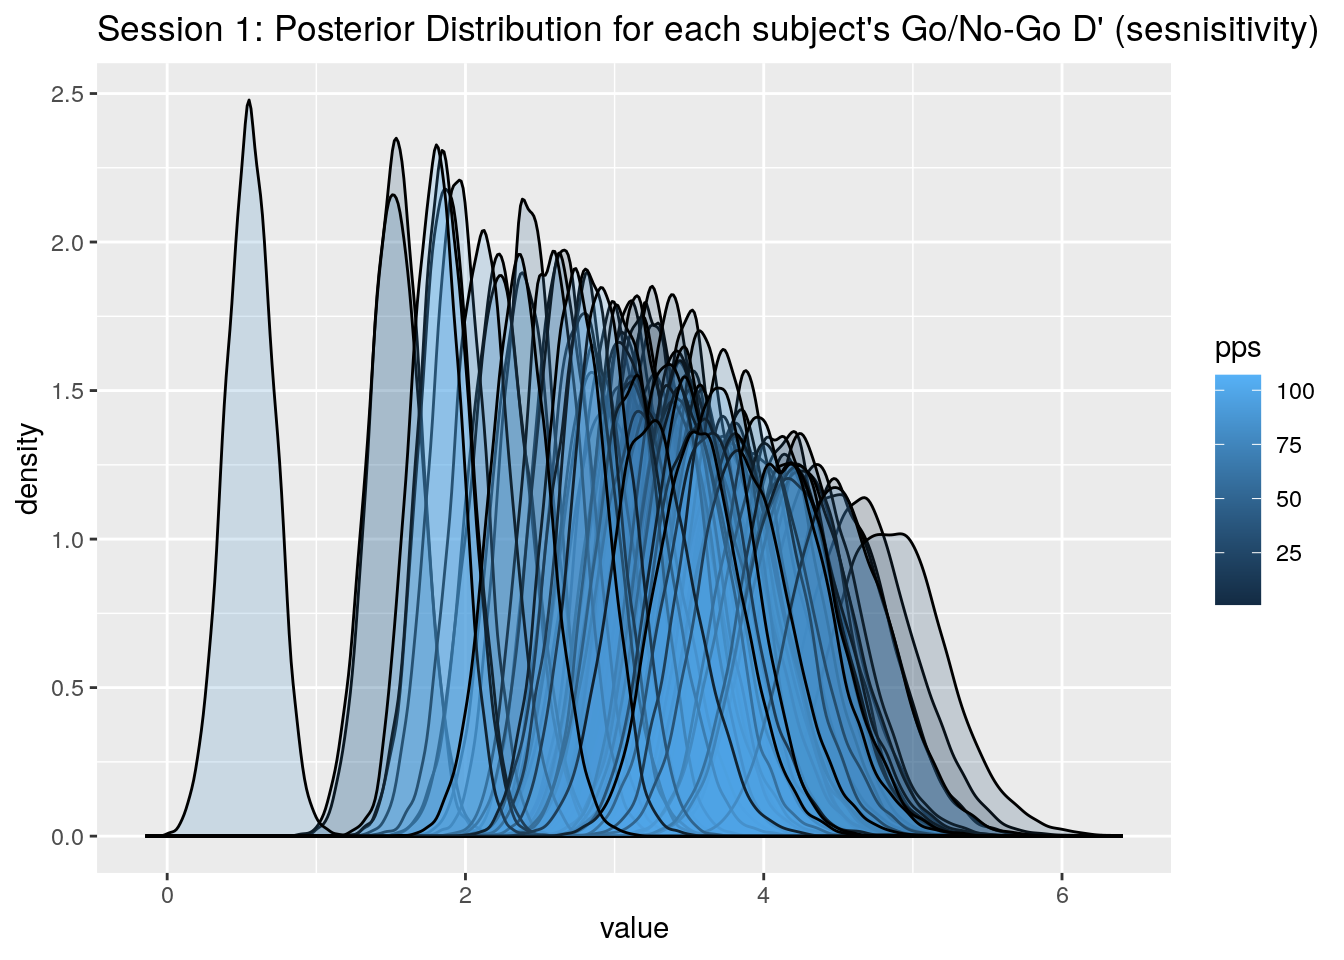 Session 1: Posterior Distribution for each subject's Go/No-Go D' (sesnisitivity)
2.5
2.0
1.5
1.0
0.5
0.0
density
0 2 4 6
value
pps
100
75
50
25